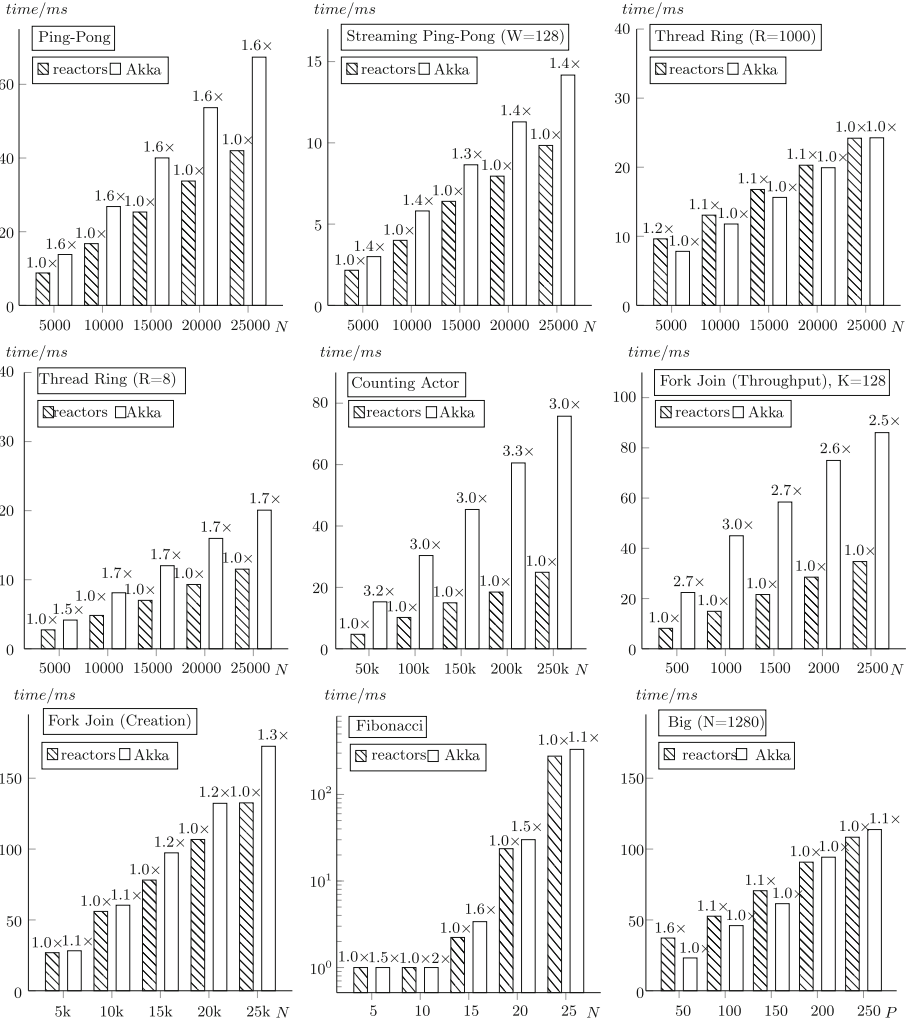 time/ms
Ping-Pong
reactors Akka
60
40
20
0
1.0× 1.6× 1.0× 1.6× 1.0× 1.6× 1.0× 1.6× 1.0× 1.6×
5000 10000 15000 20000 25000 N
time/ms
Streaming Ping-Pong (W=128)
reactors Akka
15
10
5
0
1.0× 1.4× 1.0× 1.4× 1.0× 1.3× 1.0× 1.4× 1.0× 1.4×
5000 10000 15000 20000 25000 N
time/ms
Thread Ring (R=1000)
reactors Akka
40
30
20
10
0
1.2× 1.0× 1.1× 1.0× 1.1× 1.0× 1.1× 1.0× 1.0× 1.0×
5000 10000 15000 20000 25000 N
time/ms
Thread Ring (R=8)
reactors Akka
40
30
20
10
0
1.0× 1.5× 1.0× 1.7× 1.0× 1.7× 1.0× 1.7× 1.0× 1.7×
5000 10000 15000 20000 25000 N
time/ms
Counting Actor
reactors Akka
80
60
40
20
0
1.0× 3.2× 1.0× 3.0× 1.0× 3.0× 1.0× 3.3× 1.0× 3.0×
50k 100k 150k 200k 250k N
time/ms
Fork Join (Throughput), K=128
reactors Akka
100
80
60
40
20
0
1.0× 2.7× 1.0× 3.0× 1.0× 2.7× 1.0× 2.6× 1.0× 2.5×
500 1000 1500 2000 2500 N
time/ms
Fork Join (Creation)
reactors Akka
150
100
50
0
1.0× 1.1× 1.0× 1.1× 1.0× 1.2× 1.0× 1.2× 1.0× 1.3×
5k 10k 15k 20k 25k N
time/ms
Fibonacci
reactors Akka
10²
10¹
10⁰
1.0× 1.5× 1.0× 2× 1.0× 1.6× 1.0× 1.5× 1.0× 1.1×
5 10 15 20 25 N
time/ms
Big (N=1280)
reactors Akka
150
100
50
0
1.6× 1.0× 1.1× 1.0× 1.1× 1.0× 1.0× 1.0× 1.0× 1.1×
50 100 150 200 250 P